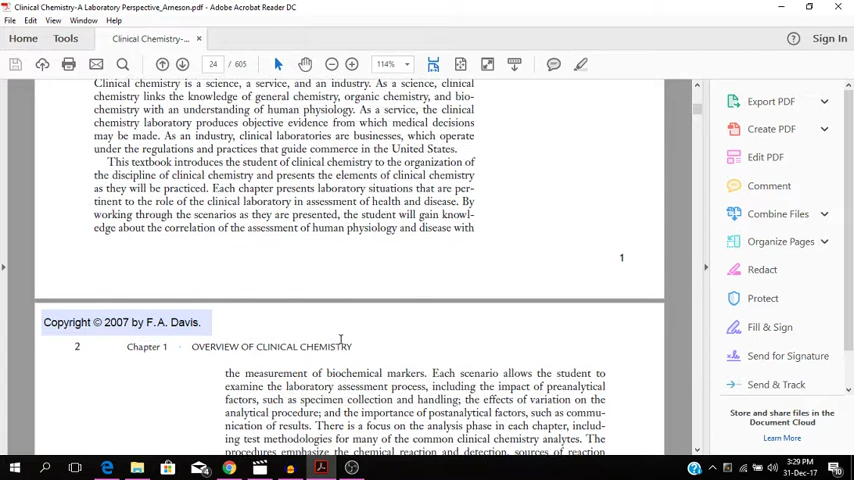 Clinical Chemistry-A Laboratory Perspective_Arneson.pdf - Adobe Acrobat Reader DC
File Edit View Window Help
Home Tools Clinical Chemistry-... × Sign In
24 / 605 114%
Clinical chemistry is a science, a service, and an industry. As a science, clinical
chemistry links the knowledge of general chemistry, organic chemistry, and bio-
chemistry with an understanding of human physiology. As a service, the clinical
chemistry laboratory produces objective evidence from which medical decisions
may be made. As an industry, clinical laboratories are businesses, which operate
under the regulations and practices that guide commerce in the United States.
This textbook introduces the student of clinical chemistry to the organization of
the discipline of clinical chemistry and presents the elements of clinical chemistry
as they will be practiced. Each chapter presents laboratory situations that are per-
tinent to the role of the clinical laboratory in assessment of health and disease. By
working through the scenarios as they are presented, the student will gain knowl-
edge about the correlation of the assessment of human physiology and disease with
1
Copyright © 2007 by F.A. Davis.
2 Chapter 1 · OVERVIEW OF CLINICAL CHEMISTRY
the measurement of biochemical markers. Each scenario allows the student to
examine the laboratory assessment process, including the impact of preanalytical
factors, such as specimen collection and handling; the effects of variation on the
analytical procedure; and the importance of postanalytical factors, such as commu-
nication of results. There is a focus on the analysis phase in each chapter, includ-
ing test methodologies for many of the common clinical chemistry analytes. The
procedures emphasize the chemical reaction and detection, sources of reaction
Export PDF
Create PDF
Edit PDF
Comment
Combine Files
Organize Pages
Redact
Protect
Fill & Sign
Send for Signature
Send & Track
Store and share files in the
Document Cloud
Learn More
3:29 PM
31-Dec-17